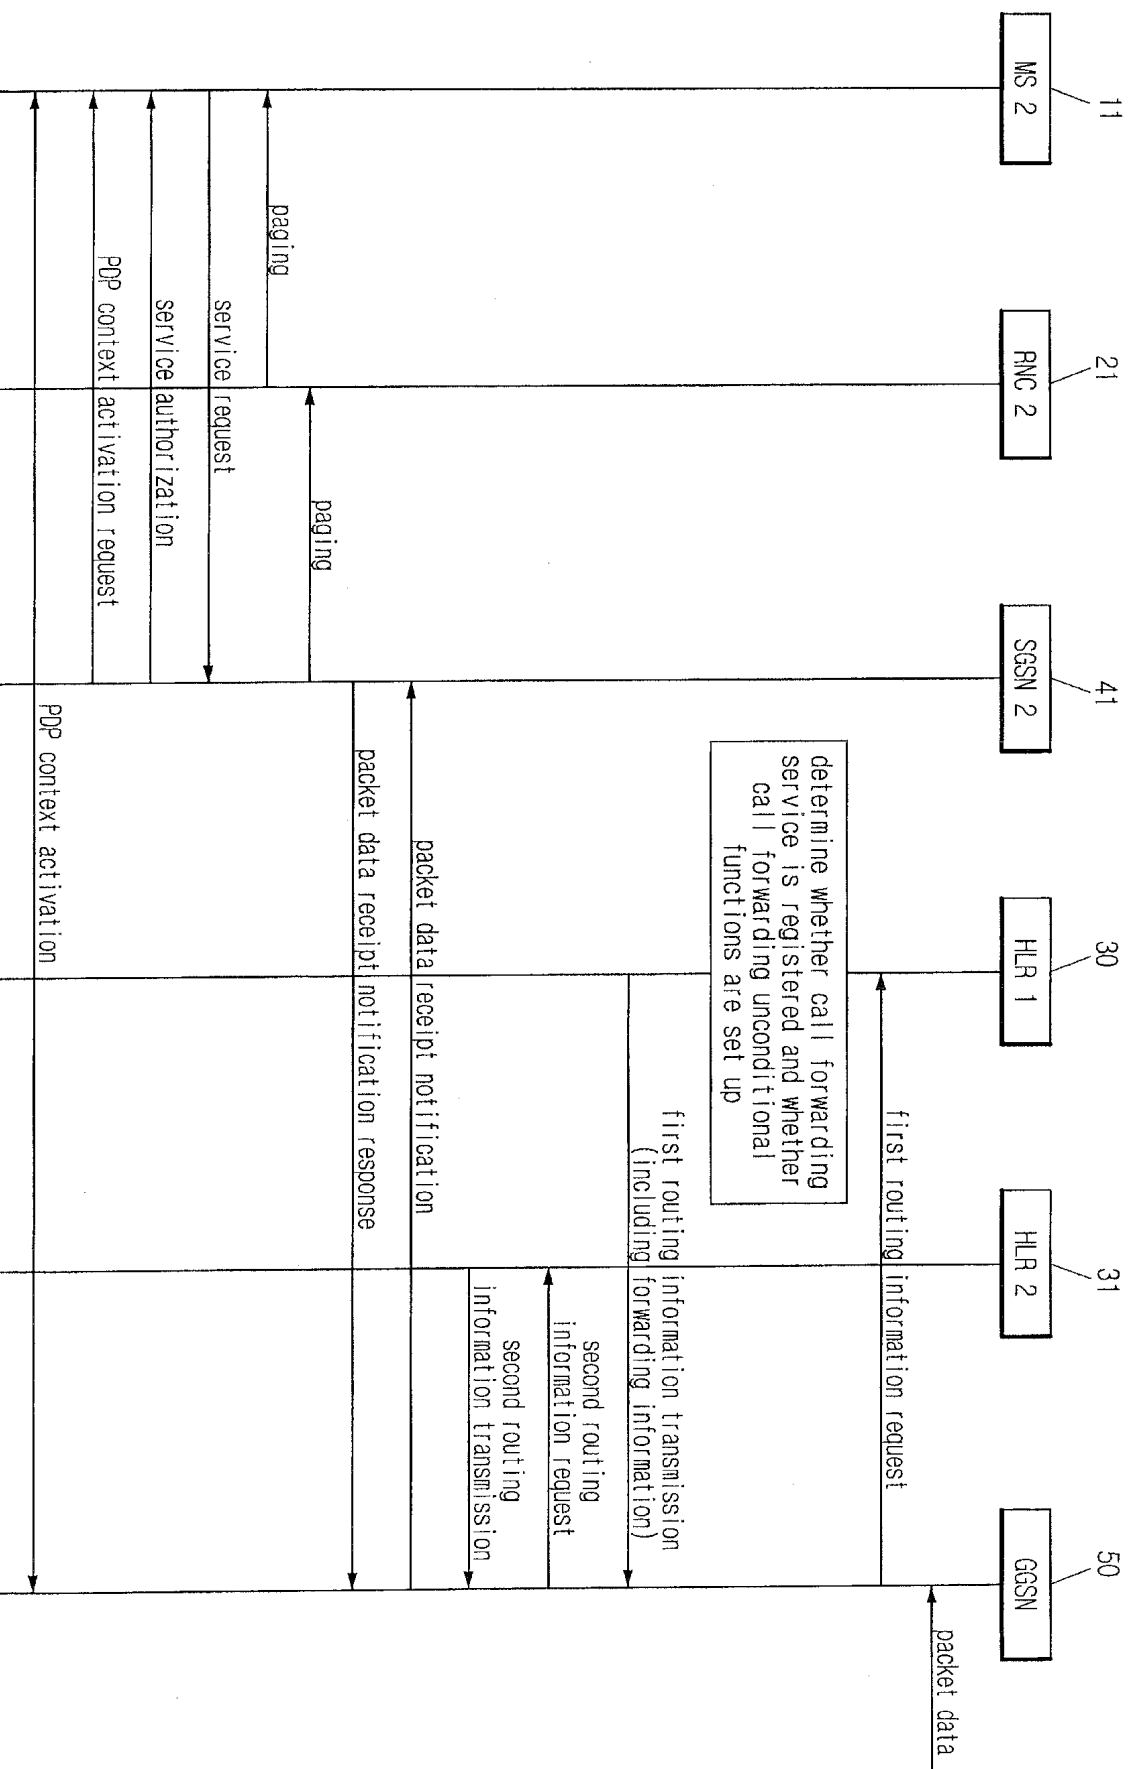 11
21
41
30
31
50
MS 2
RNC 2
SGSN 2
HLR 1
HLR 2
GGSN
packet data
first routing information request
determine whether call forwarding
service is registered and whether
call forwarding unconditional
functions are set up
first routing information transmission
(including forwarding information)
second routing
information request
second routing
information transmission
packet data receipt notification
packet data receipt notification response
paging
paging
service request
service authorization
PDP context activation request
PDP context activation